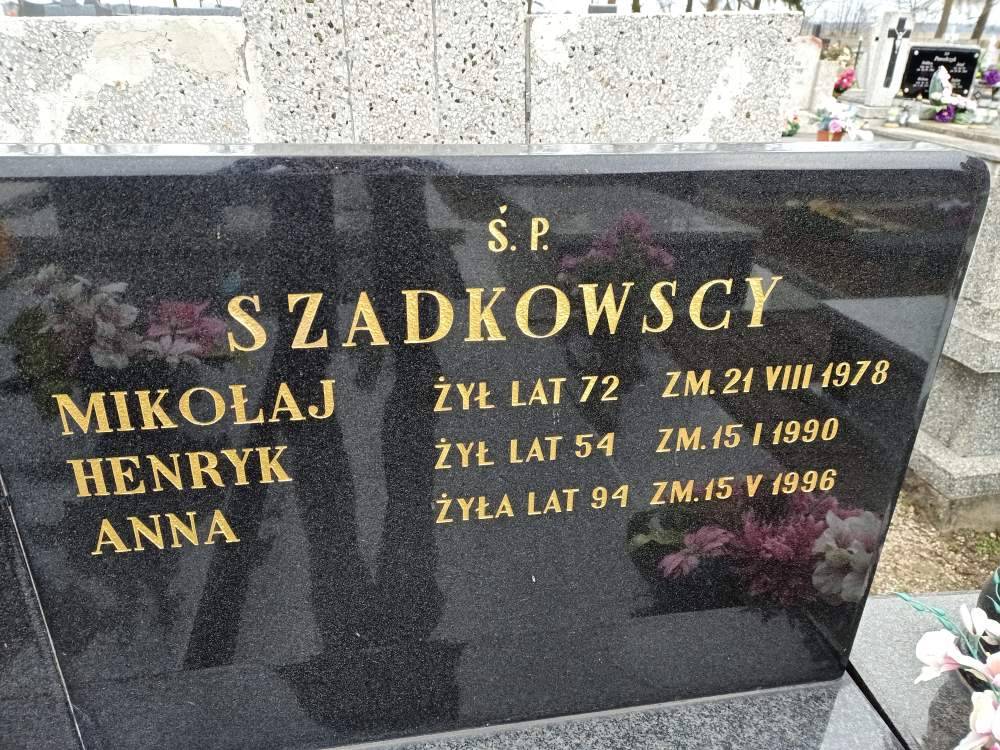 Ś. P.
SZADKOWSCY
MIKOŁAJ ŻYŁ LAT 72 ZM. 21 VIII 1978
HENRYK ŻYŁ LAT 54 ZM. 15 I 1990
ANNA ŻYŁA LAT 94 ZM. 15 V 1996